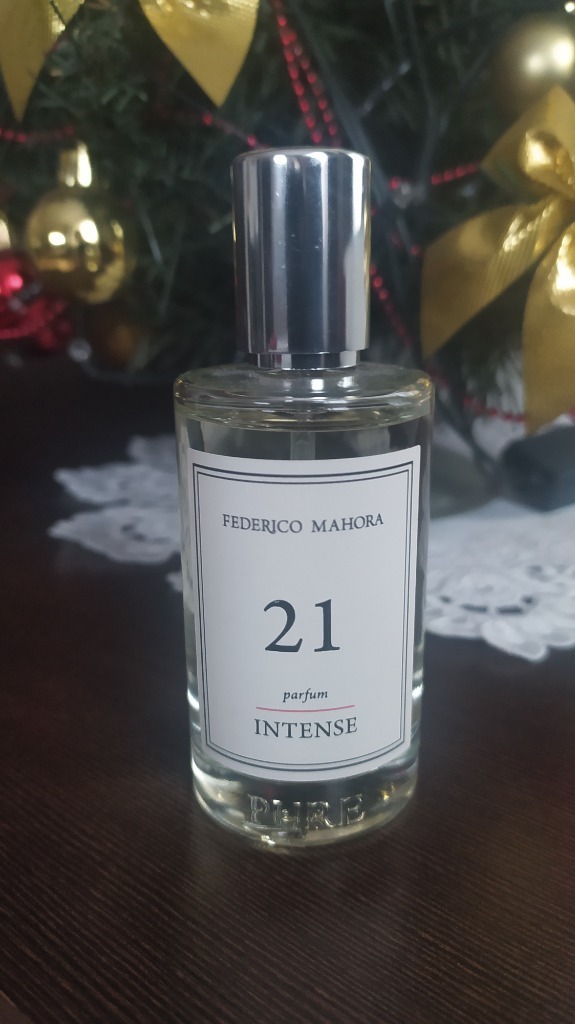 FEDERICO MAHORA
21
parfum
INTENSE
PURE